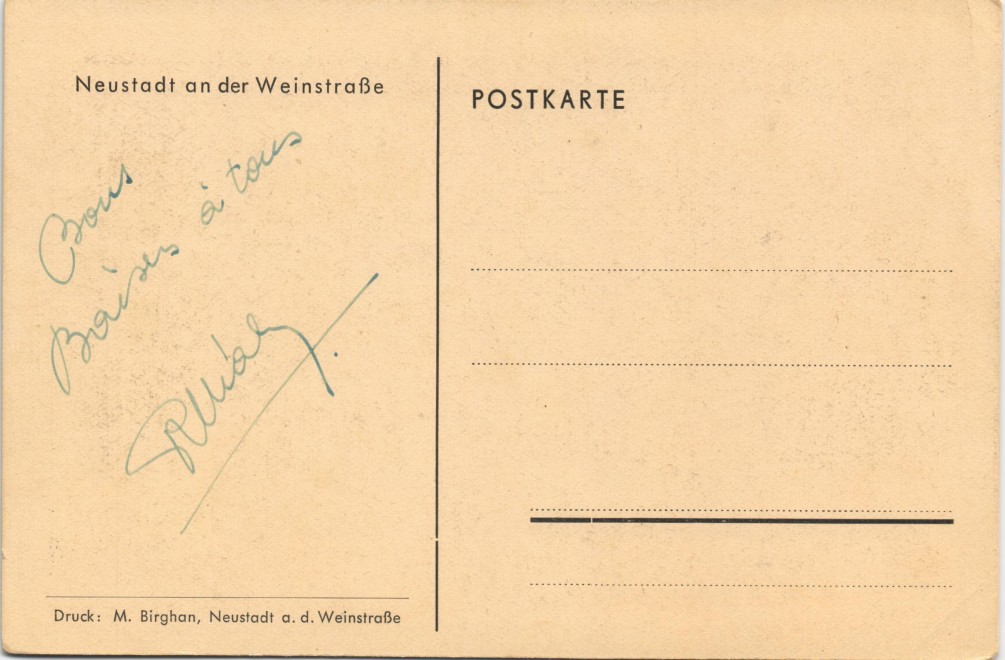 Neustadt an der Weinstraße
Bons
Baisers à tous
POSTKARTE
Druck: M. Birghan, Neustadt a. d. Weinstraße